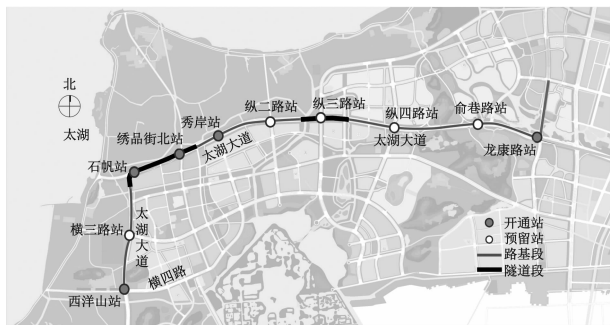 北
太湖
纵二路站
纵三路站
纵四路站
俞巷路站
秀岸站
绣品街北站
太湖大道
太湖大道
龙康路站
石帆站
横三路站
太湖大道
横四路
西洋山站
开通站
预留站
路基段
隧道段